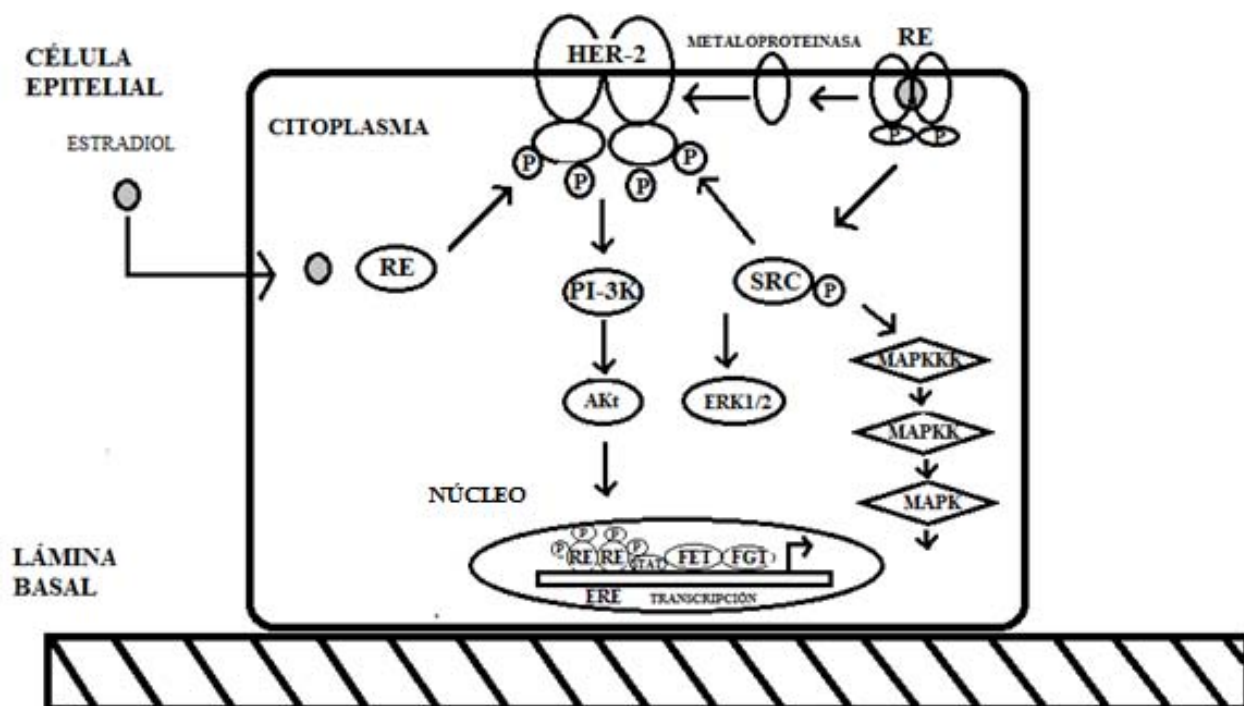 CÉLULA
EPITELIAL
ESTRADIOL
HER-2
METALOPROTEINASA
RE
CITOPLASMA
P
P
P
P
P
P
RE
PI-3K
SRC
P
AKt
ERK1/2
MAPKKK
MAPKK
MAPK
NÚCLEO
P
P
P
P
RE
RE
STAT
FET
FGT
ERE
TRANSCRIPCIÓN
LÁMINA
BASAL